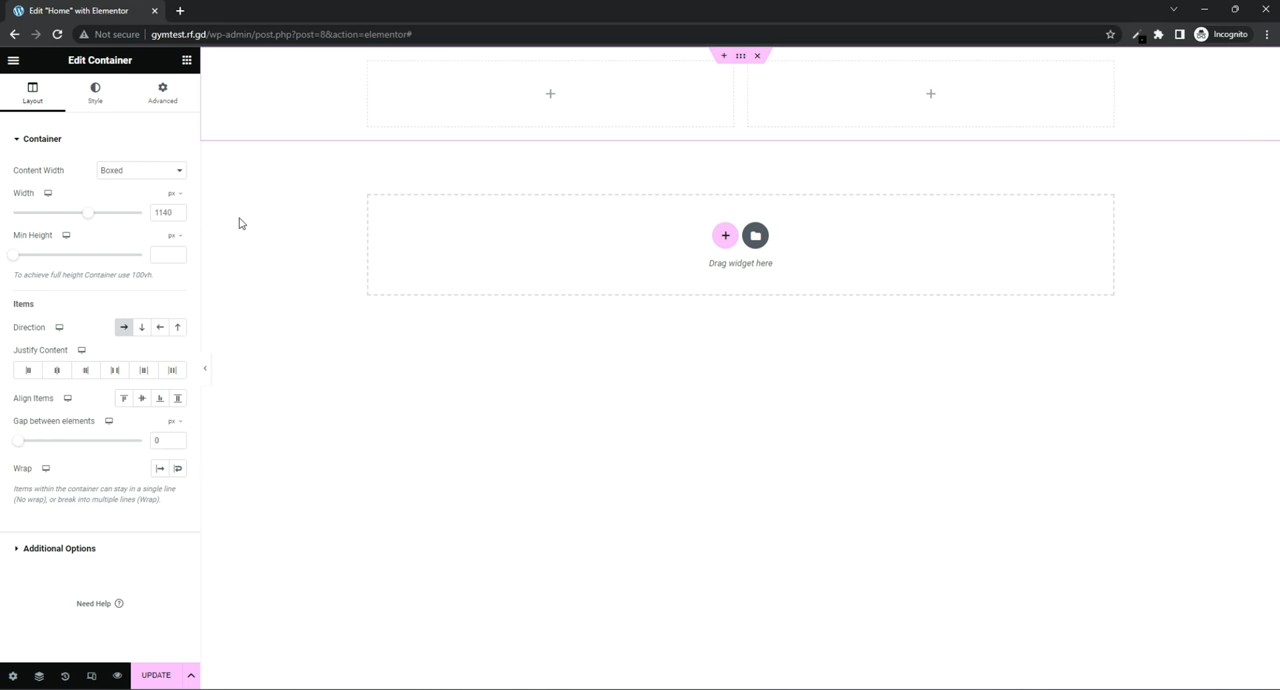 Edit "Home" with Elementor
Not secure
gymtest.rf.gd/wp-admin/post.php?post=8&action=elementor#
Incognito
Edit Container
Layout
Style
Advanced
Container
Content Width
Boxed
Width
px
1140
Min Height
px
To achieve full height Container use 100vh.
Items
Direction
Justify Content
Align Items
Gap between elements
px
0
Wrap
Items within the container can stay in a single line
(No wrap), or break into multiple lines (Wrap).
Additional Options
Need Help
UPDATE
Drag widget here